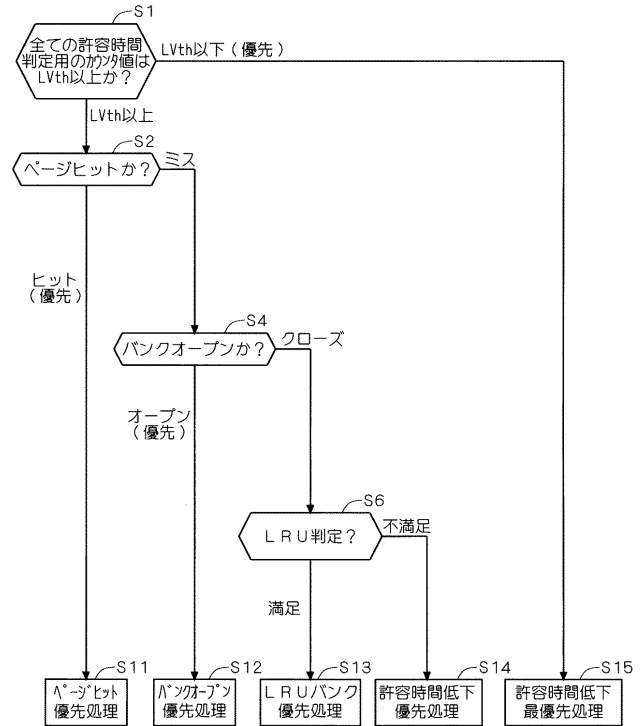 S1
全ての許容時間
判定用のｶｳﾝﾀ値は
LVth以上か？
LVth以下(優先)
LVth以上
S2
ページヒットか？
ミス
ヒット
(優先)
S4
バンクオープンか？
クローズ
オープン
(優先)
S6
ＬＲＵ判定？
不満足
満足
S11
ﾍﾟｰｼﾞﾋｯﾄ
優先処理
S12
ﾊﾞﾝｸｵｰﾌﾟﾝ
優先処理
S13
ＬＲＵバンク
優先処理
S14
許容時間低下
優先処理
S15
許容時間低下
最優先処理